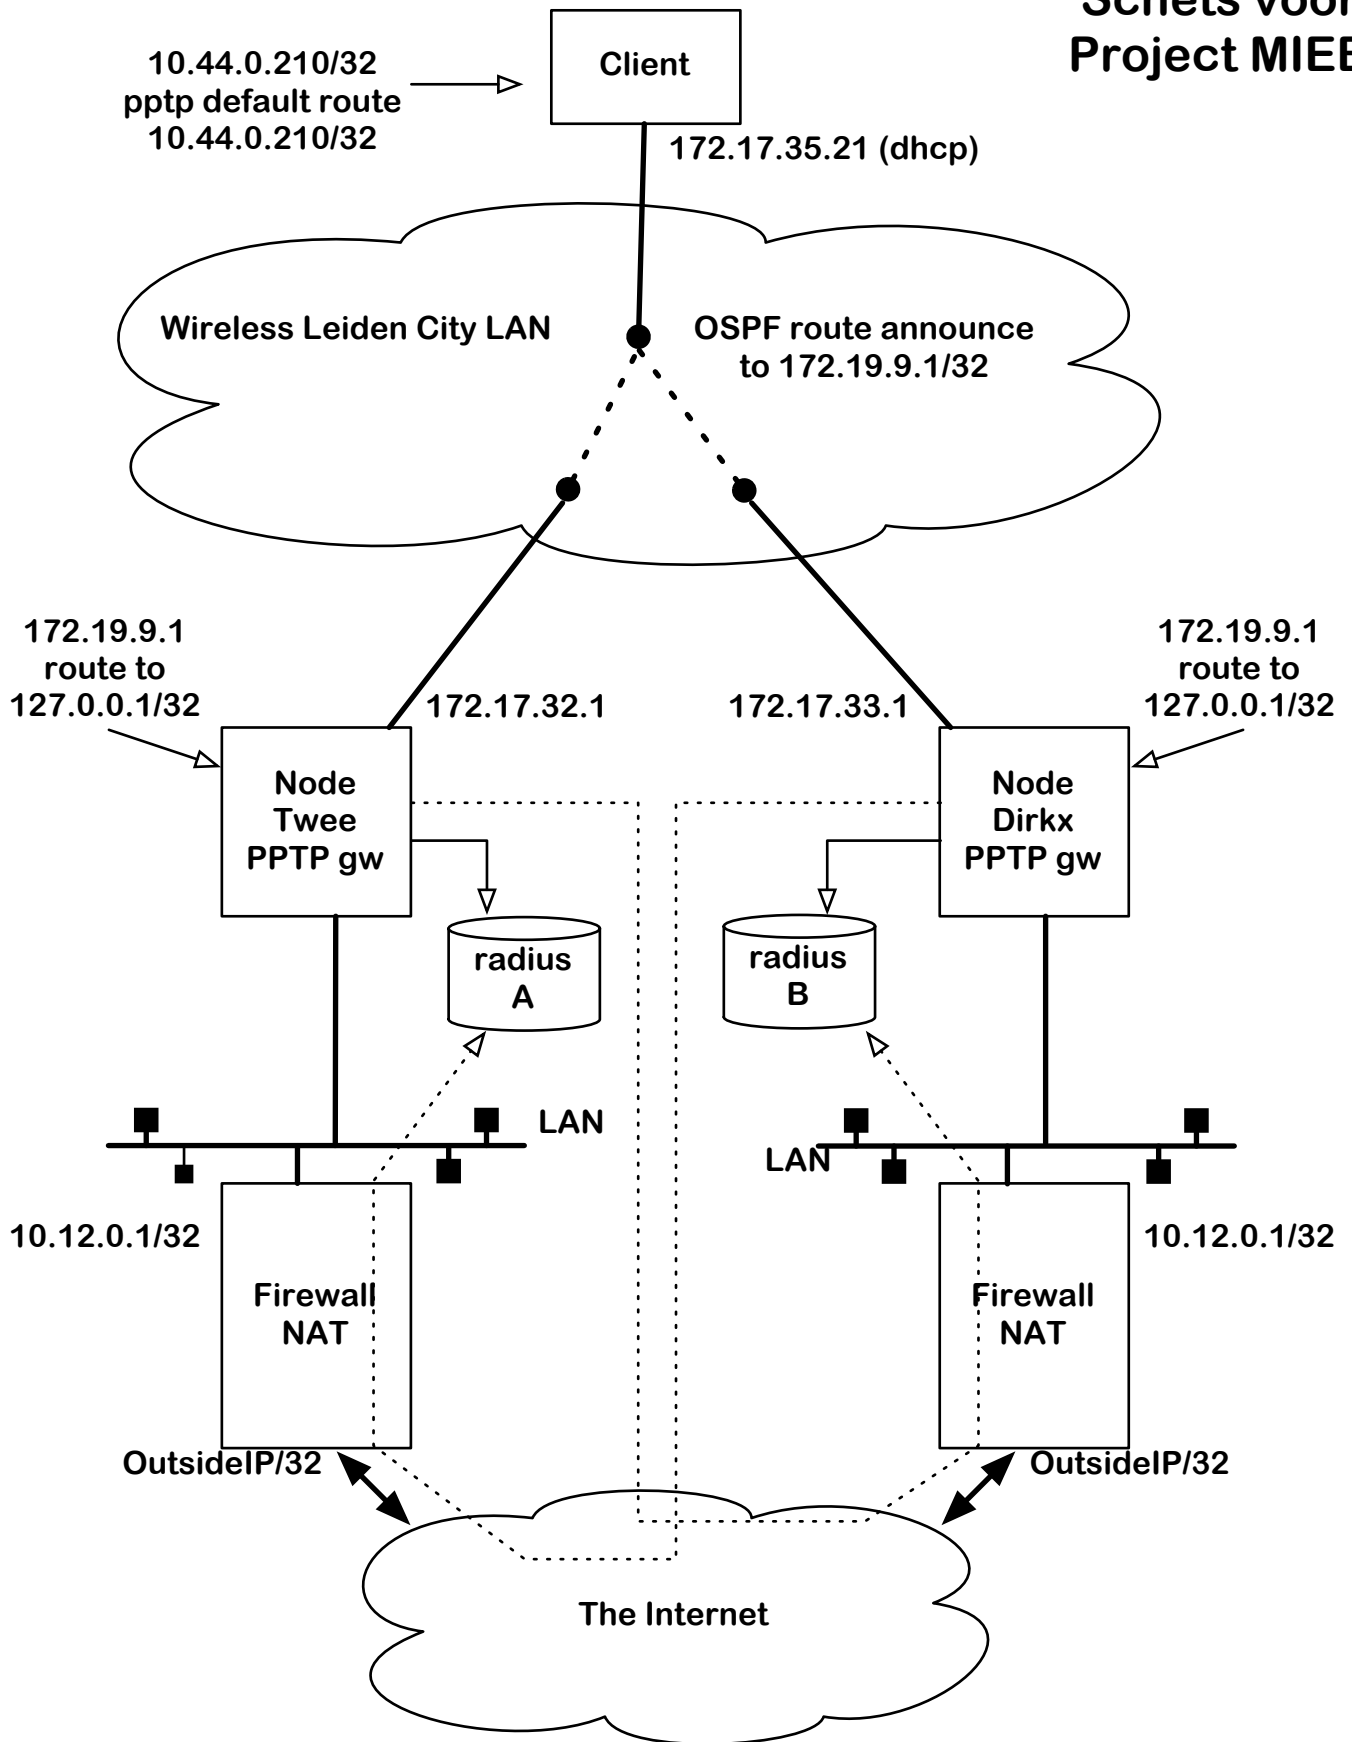 Schets voor
Project MIEE
10.44.0.210/32
pptp default route
10.44.0.210/32
Client
172.17.35.21 (dhcp)
Wireless Leiden City LAN
OSPF route announce
to 172.19.9.1/32
172.19.9.1
route to
127.0.0.1/32
172.17.32.1
172.17.33.1
172.19.9.1
route to
127.0.0.1/32
Node
Twee
PPTP gw
Node
Dirkx
PPTP gw
radius
A
radius
B
LAN
LAN
10.12.0.1/32
10.12.0.1/32
Firewall
NAT
Firewall
NAT
OutsideIP/32
OutsideIP/32
The Internet